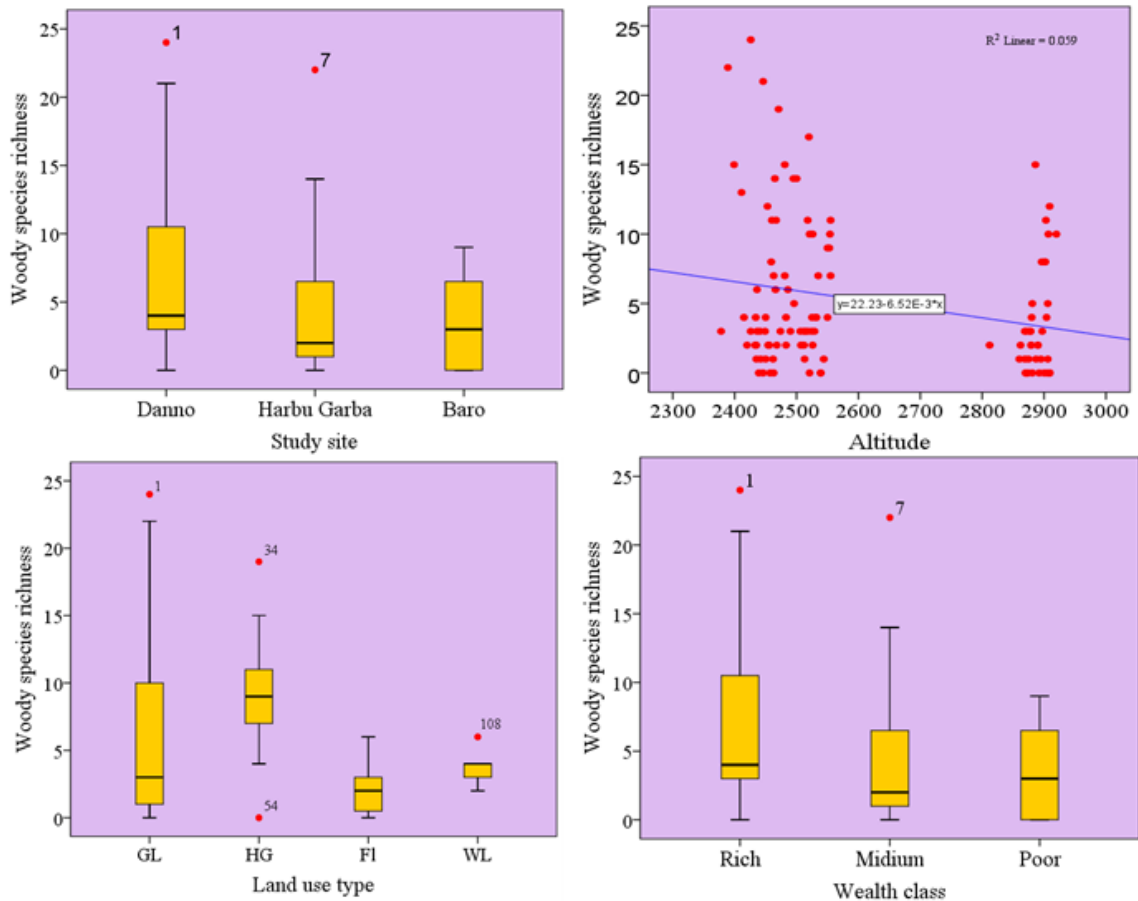 Woody species richness
25
20
15
10
5
0
1
7
Danno Harbu Garba Baro
Study site
Woody species richness
25
20
15
10
5
0
R² Linear = 0.059
y=22.23-6.52E-3*x
2300 2400 2500 2600 2700 2800 2900 3000
Altitude
Woody species richness
25
20
15
10
5
0
1
34
54
108
GL HG Fl WL
Land use type
Woody species richness
25
20
15
10
5
0
1
7
Rich Midium Poor
Wealth class